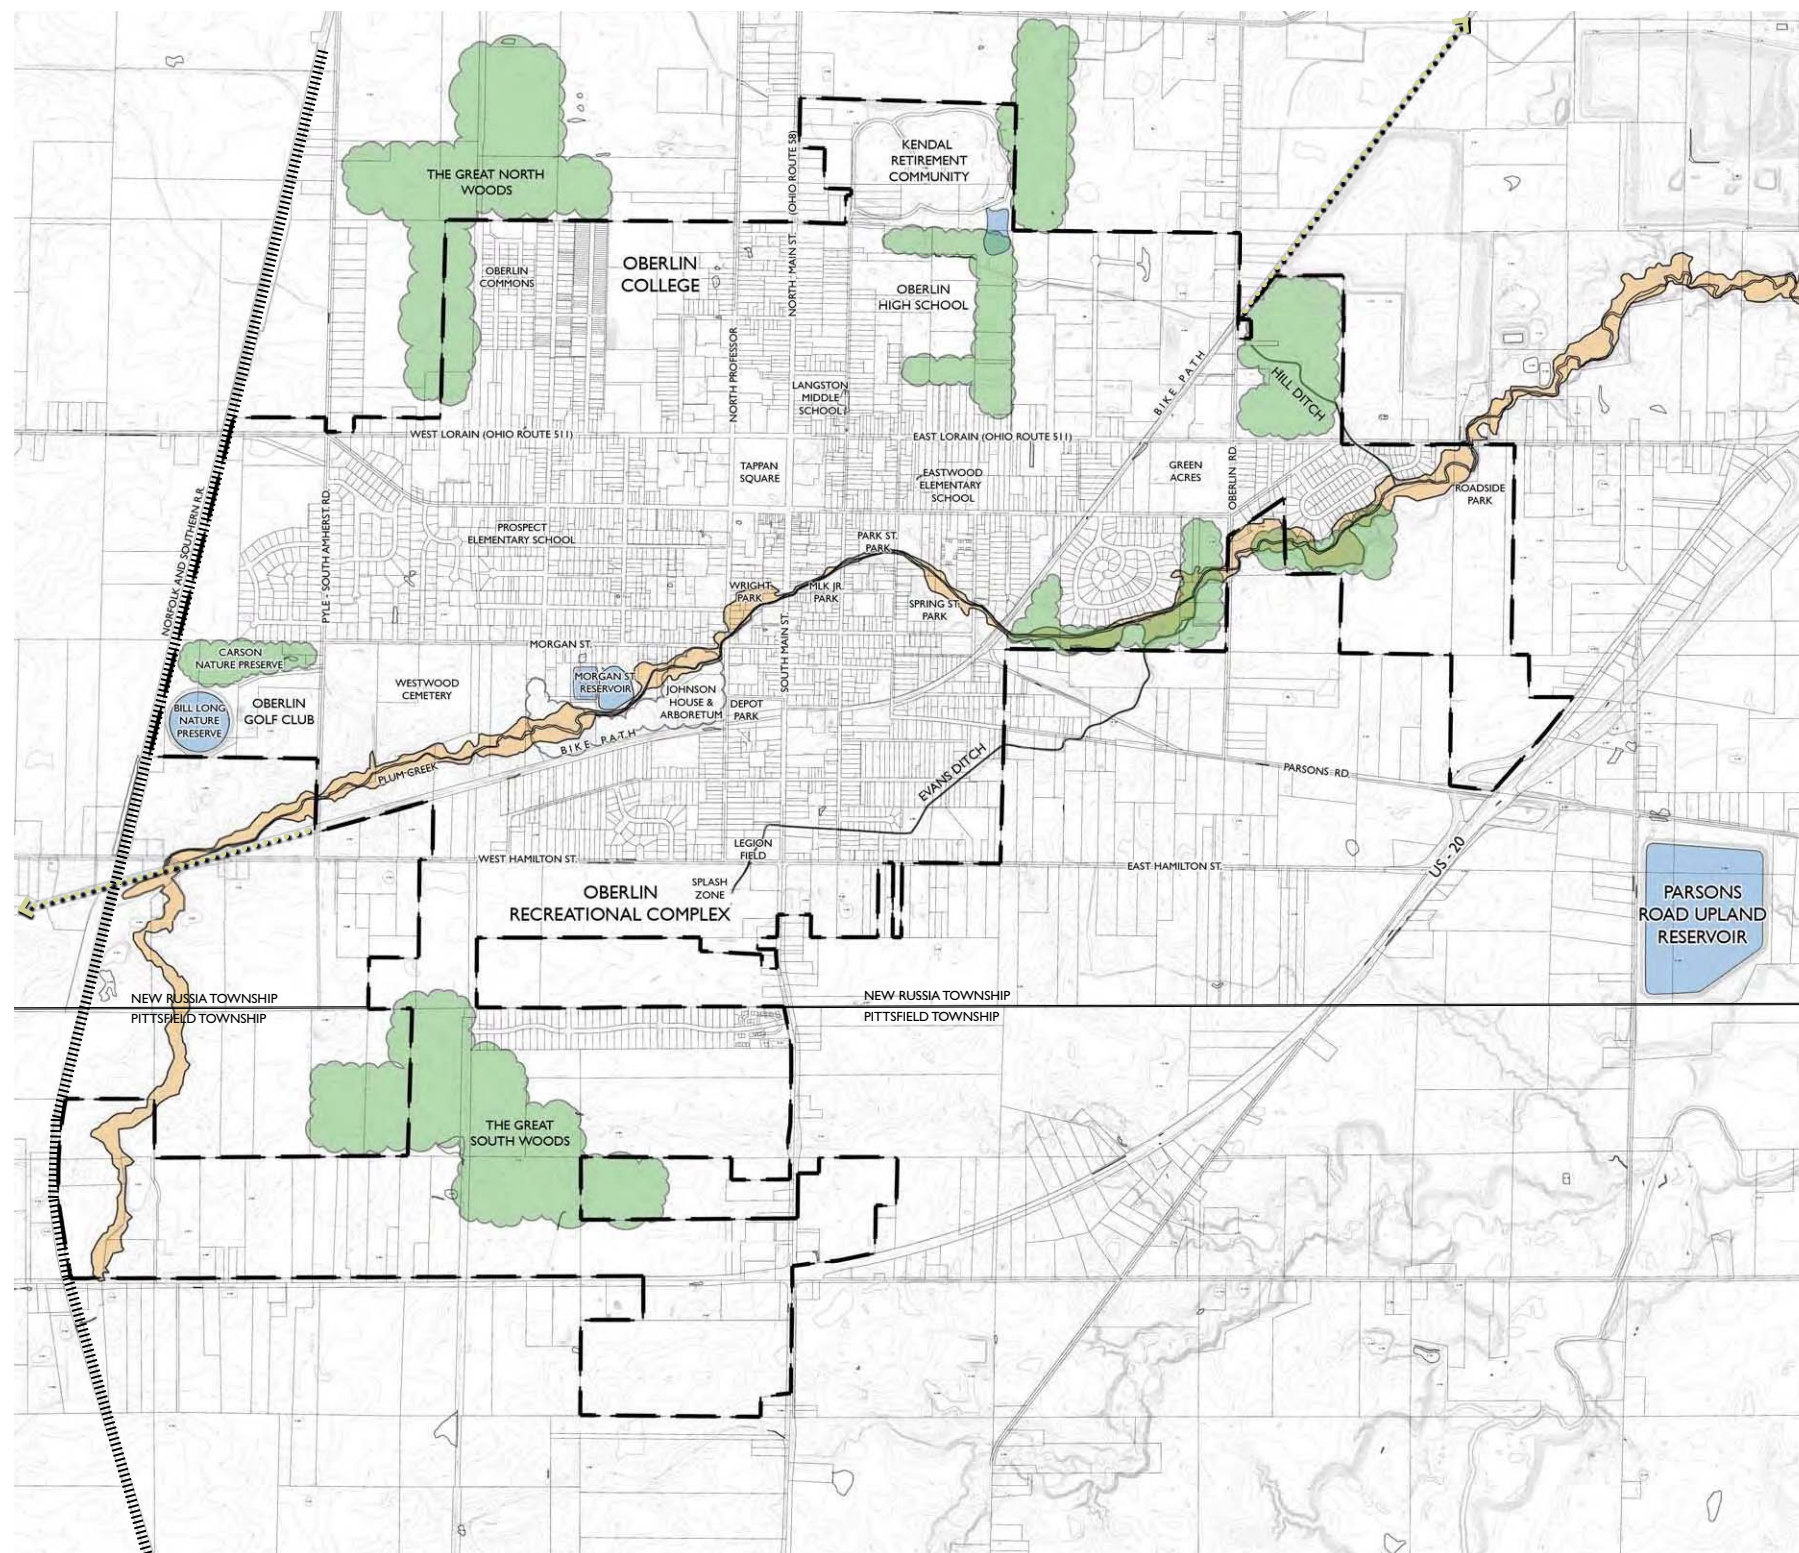 KENDAL
RETIREMENT
COMMUNITY
THE GREAT NORTH
WOODS
NORTH MAIN ST. (OHIO ROUTE 58)
OBERLIN
COMMONS
OBERLIN
COLLEGE
OBERLIN
HIGH SCHOOL
NORTH PROFESSOR
LANGSTON
MIDDLE
SCHOOL
BIKE PATH
HILL DITCH
WEST LORAIN (OHIO ROUTE 511)
EAST LORAIN (OHIO ROUTE 511)
TAPPAN
SQUARE
EASTWOOD
ELEMENTARY
SCHOOL
GREEN
ACRES
OBERLIN RD.
ROADSIDE
PARK
NORFOLK AND SOUTHERN R.R.
PYLE - SOUTH AMHERST RD.
PROSPECT
ELEMENTARY SCHOOL
PARK ST.
PARK
WRIGHT
PARK
MLK JR.
PARK
SPRING ST.
PARK
SOUTH MAIN ST.
MORGAN ST.
CARSON
NATURE PRESERVE
WESTWOOD
CEMETERY
MORGAN ST.
RESERVOIR
JOHNSON
HOUSE &
ARBORETUM
DEPOT
PARK
BILL LONG
NATURE
PRESERVE
OBERLIN
GOLF CLUB
BIKE PATH
PLUM CREEK
EVANS DITCH
PARSONS RD.
LEGION
FIELD
WEST HAMILTON ST.
EAST HAMILTON ST.
US - 20
SPLASH
ZONE
OBERLIN
RECREATIONAL COMPLEX
PARSONS
ROAD UPLAND
RESERVOIR
NEW RUSSIA TOWNSHIP
PITTSFIELD TOWNSHIP
NEW RUSSIA TOWNSHIP
PITTSFIELD TOWNSHIP
THE GREAT
SOUTH WOODS